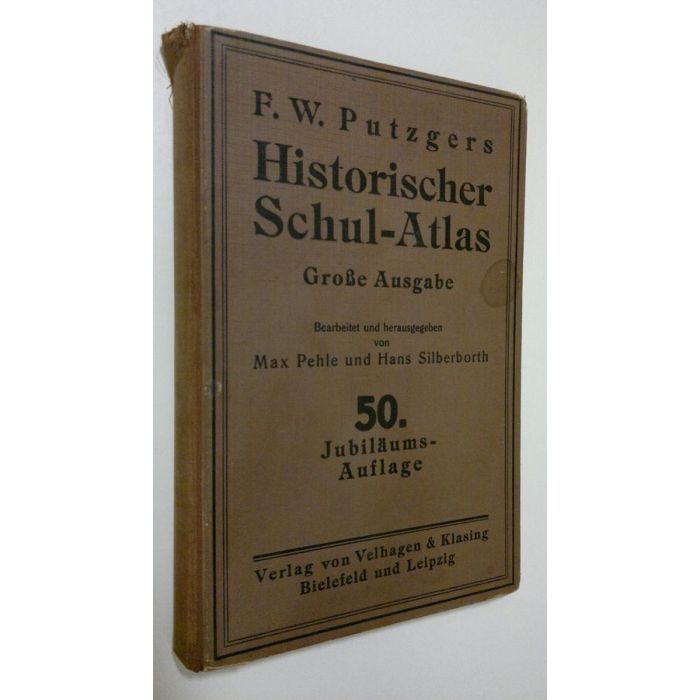 F. W. Putzgers
Historischer
Schul-Atlas
Große Ausgabe
Bearbeitet und herausgegeben
von
Max Pehle und Hans Silberborth
50.
Jubiläums-
Auflage
Verlag von Velhagen & Klasing
Bielefeld und Leipzig